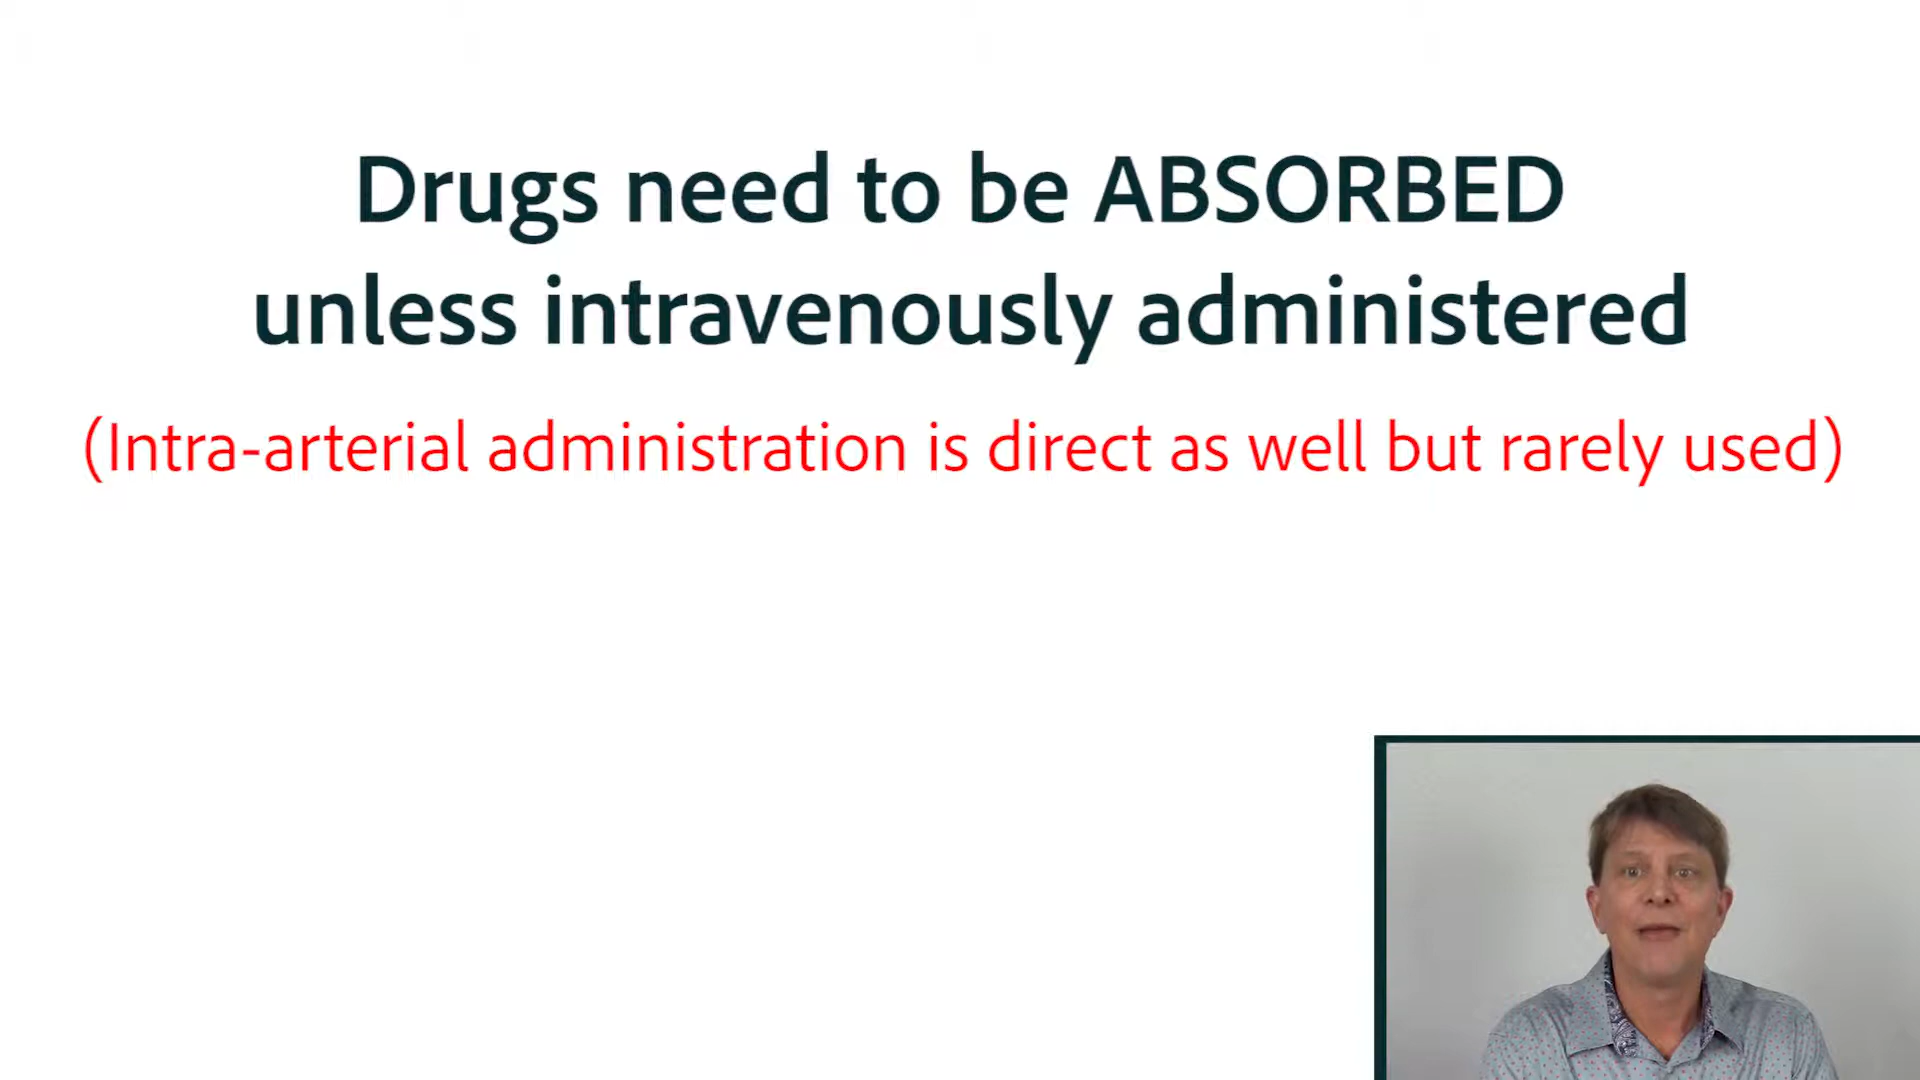 Drugs need to be ABSORBED
unless intravenously administered
(Intra-arterial administration is direct as well but rarely used)